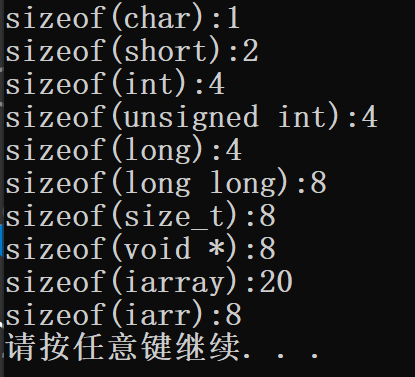 sizeof(char):1
sizeof(short):2
sizeof(int):4
sizeof(unsigned int):4
sizeof(long):4
sizeof(long long):8
sizeof(size_t):8
sizeof(void *):8
sizeof(iarray):20
sizeof(iarr):8
请按任意键继续. . .